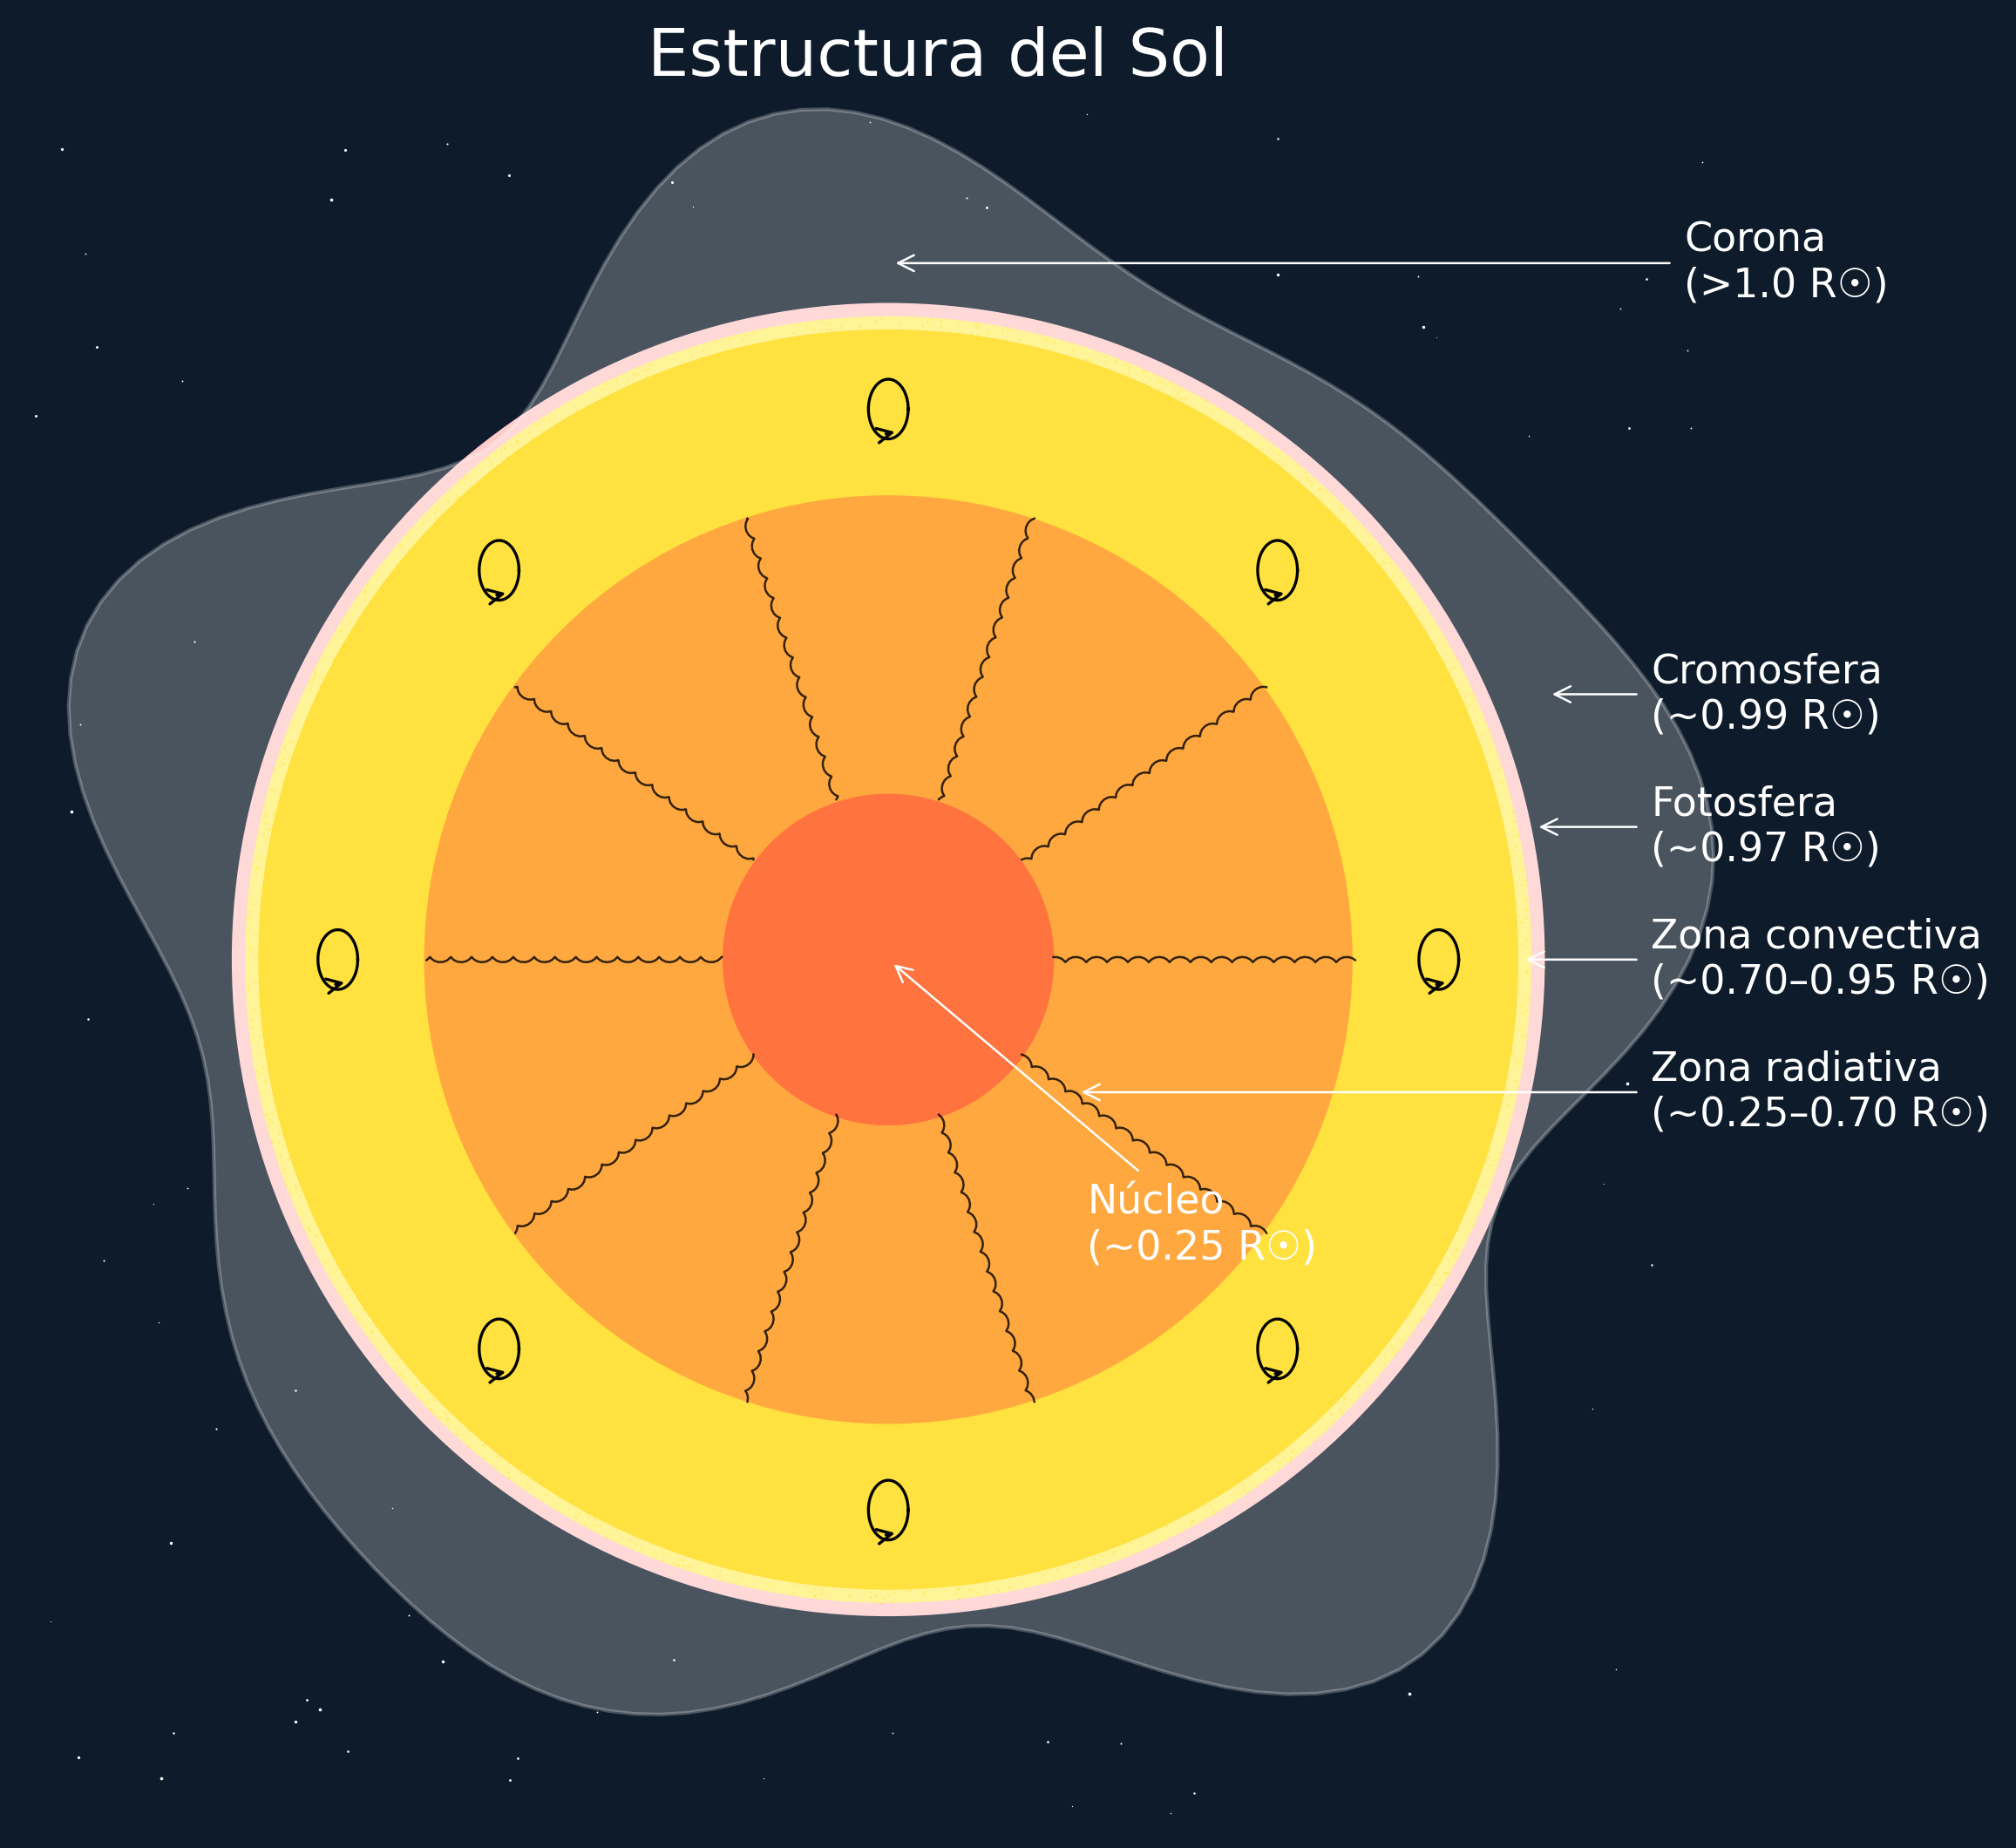 Estructura del Sol
Corona
(>1.0 R☉)
Cromosfera
(~0.99 R☉)
Fotosfera
(~0.97 R☉)
Zona convectiva
(~0.70–0.95 R☉)
Zona radiativa
(~0.25–0.70 R☉)
Núcleo
(~0.25 R☉)